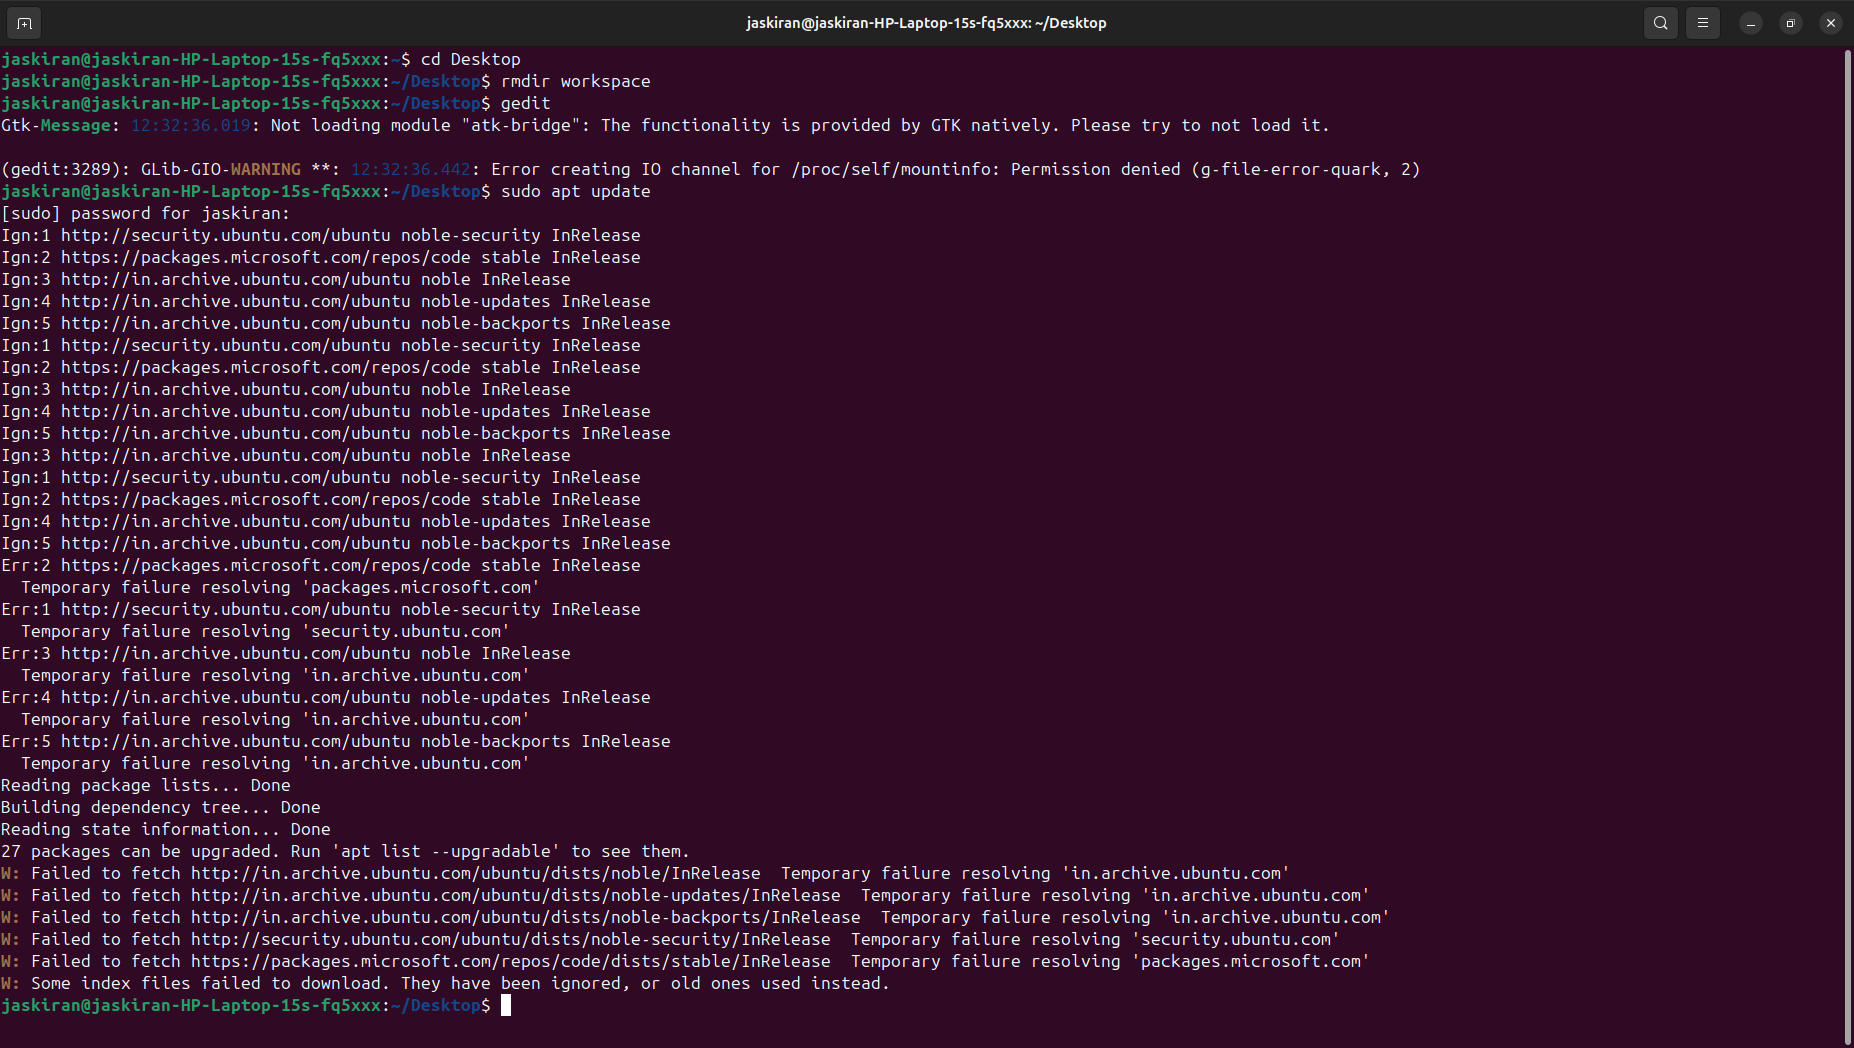 jaskiran@jaskiran-HP-Laptop-15s-fq5xxx: ~/Desktop
jaskiran@jaskiran-HP-Laptop-15s-fq5xxx:~$ cd Desktop
jaskiran@jaskiran-HP-Laptop-15s-fq5xxx:~/Desktop$ rmdir workspace
jaskiran@jaskiran-HP-Laptop-15s-fq5xxx:~/Desktop$ gedit
Gtk-Message: 12:32:36.019: Not loading module "atk-bridge": The functionality is provided by GTK natively. Please try to not load it.

(gedit:3289): GLib-GIO-WARNING **: 12:32:36.442: Error creating IO channel for /proc/self/mountinfo: Permission denied (g-file-error-quark, 2)
jaskiran@jaskiran-HP-Laptop-15s-fq5xxx:~/Desktop$ sudo apt update
[sudo] password for jaskiran:
Ign:1 http://security.ubuntu.com/ubuntu noble-security InRelease
Ign:2 https://packages.microsoft.com/repos/code stable InRelease
Ign:3 http://in.archive.ubuntu.com/ubuntu noble InRelease
Ign:4 http://in.archive.ubuntu.com/ubuntu noble-updates InRelease
Ign:5 http://in.archive.ubuntu.com/ubuntu noble-backports InRelease
Ign:1 http://security.ubuntu.com/ubuntu noble-security InRelease
Ign:2 https://packages.microsoft.com/repos/code stable InRelease
Ign:3 http://in.archive.ubuntu.com/ubuntu noble InRelease
Ign:4 http://in.archive.ubuntu.com/ubuntu noble-updates InRelease
Ign:5 http://in.archive.ubuntu.com/ubuntu noble-backports InRelease
Ign:3 http://in.archive.ubuntu.com/ubuntu noble InRelease
Ign:1 http://security.ubuntu.com/ubuntu noble-security InRelease
Ign:2 https://packages.microsoft.com/repos/code stable InRelease
Ign:4 http://in.archive.ubuntu.com/ubuntu noble-updates InRelease
Ign:5 http://in.archive.ubuntu.com/ubuntu noble-backports InRelease
Err:2 https://packages.microsoft.com/repos/code stable InRelease
  Temporary failure resolving 'packages.microsoft.com'
Err:1 http://security.ubuntu.com/ubuntu noble-security InRelease
  Temporary failure resolving 'security.ubuntu.com'
Err:3 http://in.archive.ubuntu.com/ubuntu noble InRelease
  Temporary failure resolving 'in.archive.ubuntu.com'
Err:4 http://in.archive.ubuntu.com/ubuntu noble-updates InRelease
  Temporary failure resolving 'in.archive.ubuntu.com'
Err:5 http://in.archive.ubuntu.com/ubuntu noble-backports InRelease
  Temporary failure resolving 'in.archive.ubuntu.com'
Reading package lists... Done
Building dependency tree... Done
Reading state information... Done
27 packages can be upgraded. Run 'apt list --upgradable' to see them.
W: Failed to fetch http://in.archive.ubuntu.com/ubuntu/dists/noble/InRelease  Temporary failure resolving 'in.archive.ubuntu.com'
W: Failed to fetch http://in.archive.ubuntu.com/ubuntu/dists/noble-updates/InRelease  Temporary failure resolving 'in.archive.ubuntu.com'
W: Failed to fetch http://in.archive.ubuntu.com/ubuntu/dists/noble-backports/InRelease  Temporary failure resolving 'in.archive.ubuntu.com'
W: Failed to fetch http://security.ubuntu.com/ubuntu/dists/noble-security/InRelease  Temporary failure resolving 'security.ubuntu.com'
W: Failed to fetch https://packages.microsoft.com/repos/code/dists/stable/InRelease  Temporary failure resolving 'packages.microsoft.com'
W: Some index files failed to download. They have been ignored, or old ones used instead.
jaskiran@jaskiran-HP-Laptop-15s-fq5xxx:~/Desktop$